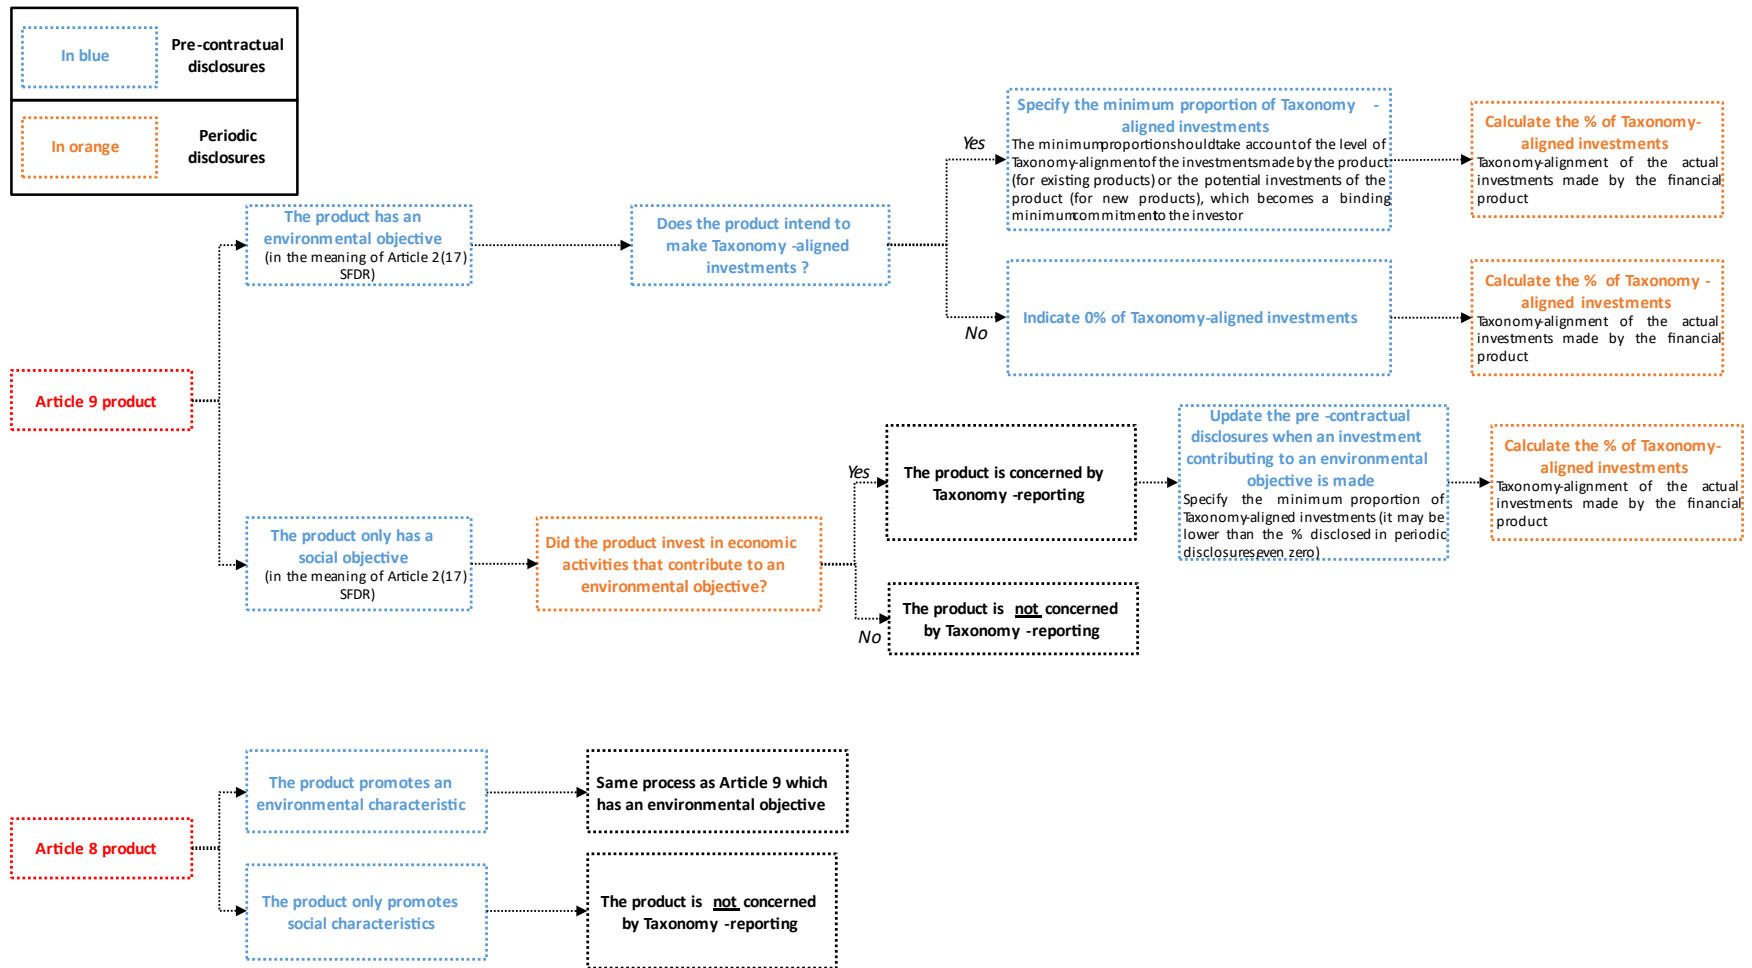 In blue
Pre-contractual
disclosures
In orange
Periodic
disclosures
Article 9 product
The product has an
environmental objective
(in the meaning of Article 2(17)
SFDR)
Does the product intend to
make Taxonomy -aligned
investments ?
Yes
Specify the minimum proportion of Taxonomy -
aligned investments
The minimumproportionshouldtake account of the level of
Taxonomy-alignmentof the investmentsmade by the product
(for existing products) or the potential investments of the
product (for new products), which becomes a binding
minimumcommitmentto the investor
Calculate the % of Taxonomy-
aligned investments
Taxonomy-alignment of the actual
investments made by the financial
product
No
Indicate 0% of Taxonomy-aligned investments
Calculate the % of Taxonomy -
aligned investments
Taxonomy-alignment of the actual
investments made by the financial
product
The product only has a
social objective
(in the meaning of Article 2(17)
SFDR)
Did the product invest in economic
activities that contribute to an
environmental objective?
Yes
The product is concerned by
Taxonomy -reporting
Update the pre -contractual
disclosures when an investment
contributing to an environmental
objective is made
Specify the minimum proportion of
Taxonomy-aligned investments (it may be
lower than the % disclosed in periodic
disclosures,even zero)
Calculate the % of Taxonomy-
aligned investments
Taxonomy-alignment of the actual
investments made by the financial
product
No
The product is not concerned
by Taxonomy -reporting
Article 8 product
The product promotes an
environmental characteristic
Same process as Article 9 which
has an environmental objective
The product only promotes
social characteristics
The product is not concerned
by Taxonomy -reporting